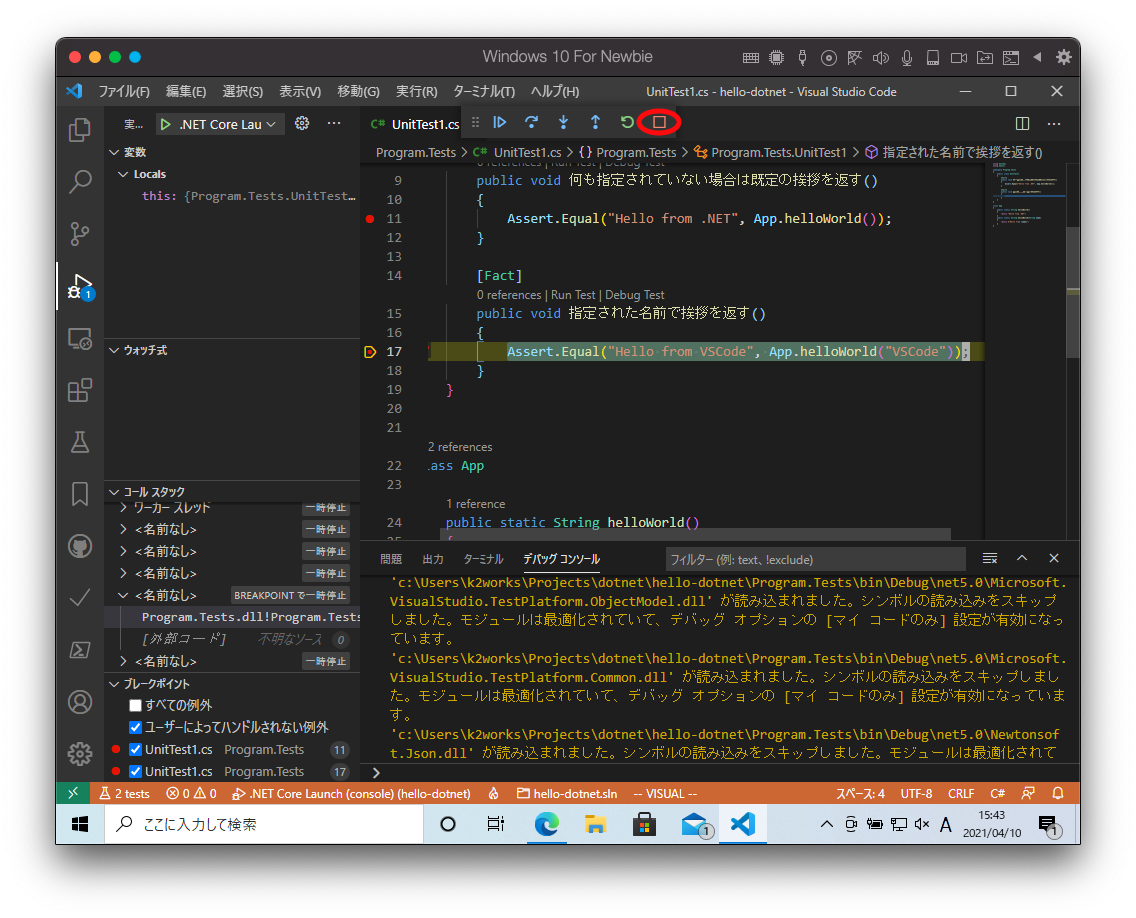 Windows 10 For Newbie
ファイル(F) 編集(E) 選択(S) 表示(V) 移動(G) 実行(R) ターミナル(T) ヘルプ(H) UnitTest1.cs - hello-dotnet - Visual Studio Code
実... .NET Core Lau
C# UnitTest1.cs
Program.Tests > C# UnitTest1.cs > {} Program.Tests > Program.Tests.UnitTest1 > 指定された名前で挨拶を返す()
変数
Locals
this: {Program.Tests.UnitTest…
ウォッチ式
コール スタック
ワーカー スレッド 一時停止
<名前なし> 一時停止
<名前なし> 一時停止
<名前なし> 一時停止
<名前なし> BREAKPOINT で一時停止
Program.Tests.dll!Program.Tests
[外部コード] 不明なソース 0
<名前なし> 一時停止
ブレークポイント
すべての例外
ユーザーによってハンドルされない例外
UnitTest1.cs Program.Tests 11
UnitTest1.cs Program.Tests 17
0 references | Run Test | Debug Test
9 public void 何も指定されていない場合は既定の挨拶を返す()
10 {
11 Assert.Equal("Hello from .NET", App.helloWorld());
12 }
13
14 [Fact]
0 references | Run Test | Debug Test
15 public void 指定された名前で挨拶を返す()
16 {
17 Assert.Equal("Hello from VSCode", App.helloWorld("VSCode"));
18 }
19 }
20
21
2 references
22 ass App
23
1 reference
24 public static String helloWorld()
25 {
問題 出力 ターミナル デバッグ コンソール フィルター (例: text, !exclude)
'c:\Users\k2works\Projects\dotnet\hello-dotnet\Program.Tests\bin\Debug\net5.0\Microsoft.
VisualStudio.TestPlatform.ObjectModel.dll' が読み込まれました。シンボルの読み込みをスキップ
しました。モジュールは最適化されていて、デバッグ オプションの [マイ コードのみ] 設定が有効になっ
ています。
'c:\Users\k2works\Projects\dotnet\hello-dotnet\Program.Tests\bin\Debug\net5.0\Microsoft.
VisualStudio.TestPlatform.Common.dll' が読み込まれました。シンボルの読み込みをスキップしまし
た。モジュールは最適化されていて、デバッグ オプションの [マイ コードのみ] 設定が有効になっていま
す。
'c:\Users\k2works\Projects\dotnet\hello-dotnet\Program.Tests\bin\Debug\net5.0\Newtonsof
t.Json.dll' が読み込まれました。シンボルの読み込みをスキップしました。モジュールは最適化されて
1
2 tests 0 0 .NET Core Launch (console) (hello-dotnet) hello-dotnet.sln -- VISUAL -- スペース: 4 UTF-8 CRLF C#
ここに入力して検索 1 A 15:43
2021/04/10 1